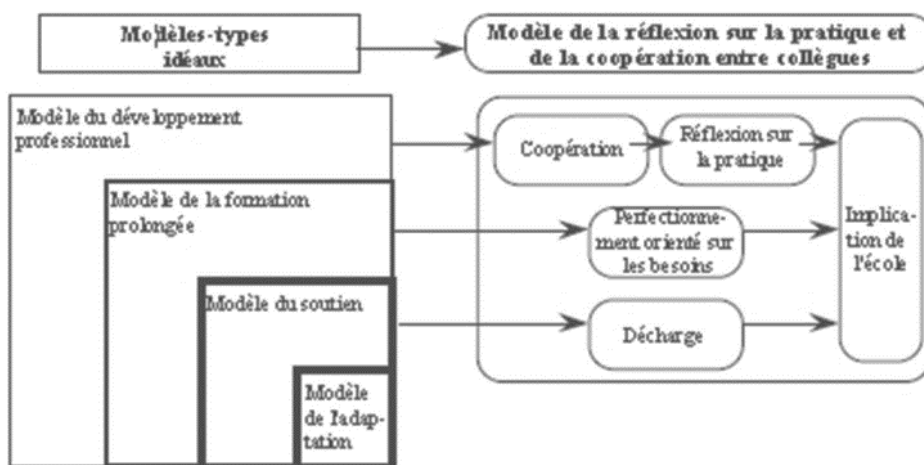 Modèles-types
idéaux
Modèle de la réflexion sur la pratique et
de la coopération entre collègues
Modèle du développement
professionnel
Modèle de la formation
prolongée
Modèle du soutien
Modèle
de l'adap-
tation
Coopération
Réflexion sur
la pratique
Perfectionne-
ment orienté sur
les besoins
Décharge
Implica-
tion de
l'école